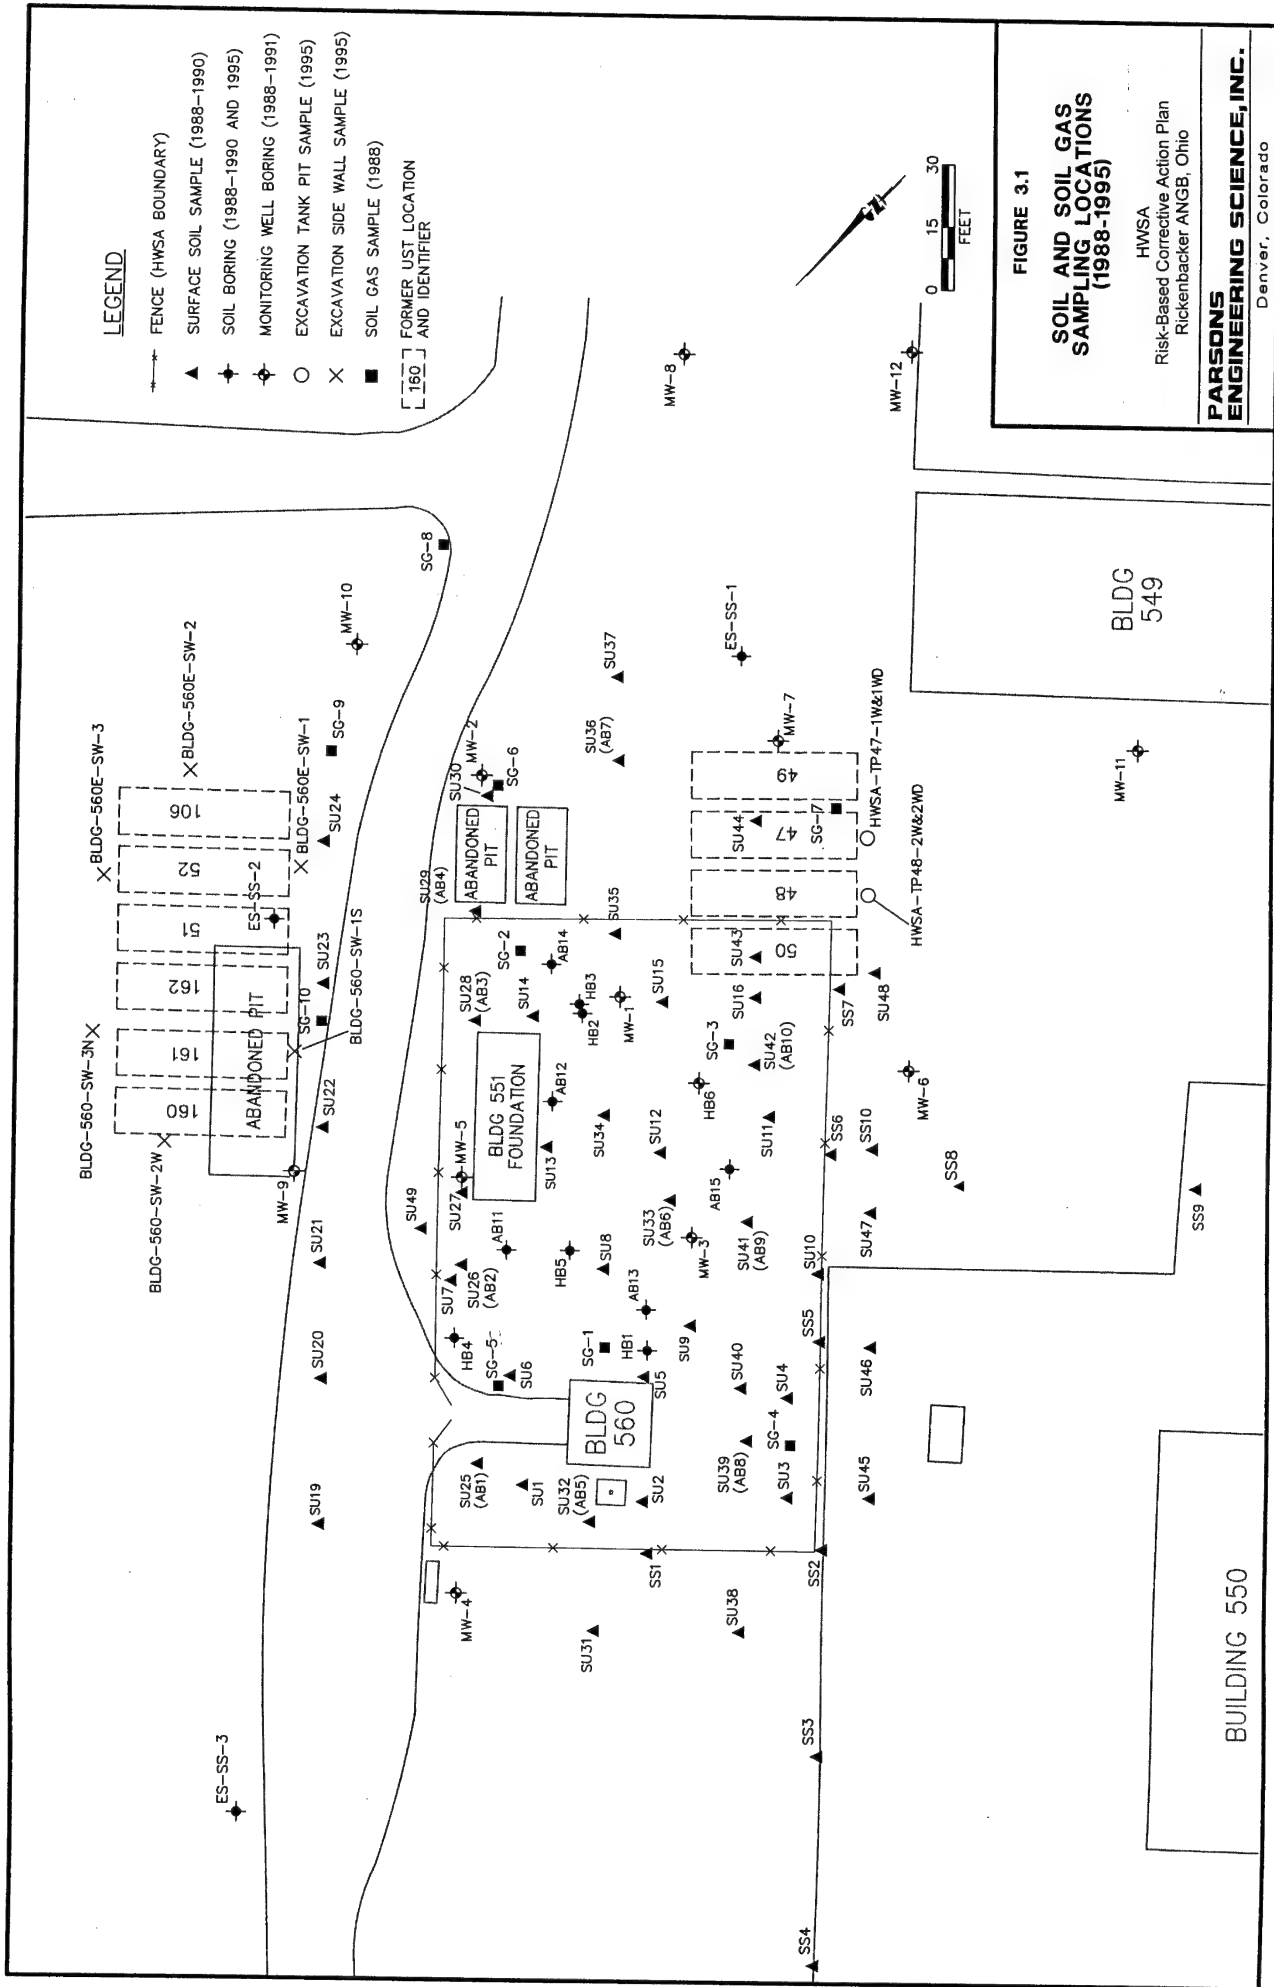 LEGEND
FENCE (HWSA BOUNDARY)
SURFACE SOIL SAMPLE (1988-1990)
SOIL BORING (1988-1990 AND 1995)
MONITORING WELL BORING (1988-1991)
EXCAVATION TANK PIT SAMPLE (1995)
EXCAVATION SIDE WALL SAMPLE (1995)
SOIL GAS SAMPLE (1988)
160
FORMER UST LOCATION
AND IDENTIFIER
0 15 30
FEET
FIGURE 3.1
SOIL AND SOIL GAS
SAMPLING LOCATIONS
(1988-1995)
HWSA
Risk-Based Corrective Action Plan
Rickenbacker ANGB, Ohio
PARSONS
ENGINEERING SCIENCE, INC.
Denver, Colorado
ES-SS-3
BLDG-560-SW-2W
BLDG-560-SW-3N
BLDG-560E-SW-3
BLDG-560E-SW-2
BLDG-560E-SW-1
BLDG-560-SW-1S
160
161
162
51
52
106
ABANDONED PIT
ES-SS-2
MW-9
MW-10
SG-10
SG-9
SG-8
SU19
SU20
SU21
SU22
SU23
SU24
MW-4
SU49
SU25
(AB1)
SU1
SU32
(AB5)
SU2
SS1
SU31
SU38
BLDG
560
HB4
SG-5
SU6
SU7
SU26
(AB2)
SU27
MW-5
AB11
HB5
BLDG 551
FOUNDATION
SU13
AB12
SU28
(AB3)
SU14
SG-2
AB14
HB3
HB2
MW-1
SU29
(AB4)
ABANDONED
PIT
ABANDONED
PIT
SU30
MW-2
SG-6
SU35
SU36
(AB7)
SU37
ES-SS-1
MW-7
MW-8
MW-12
SG-1
HB1
SU5
AB13
SU8
SU9
SU34
SU33
(AB6)
SU12
MW-3
AB15
HB6
SU15
SG-3
SU16
SU42
(AB10)
SU11
SU41
(AB9)
SU40
SU4
SG-4
SU39
(AB8)
SU3
SU43
50
48
SU44
47
49
SG-7
HWSA-TP47-1W&1WD
HWSA-TP48-2W&2WD
SS2
SS3
SS4
SS5
SS6
SS7
SU10
SU45
SU46
SU47
SS10
SU48
MW-6
SS8
SS9
MW-11
BLDG
549
BUILDING 550